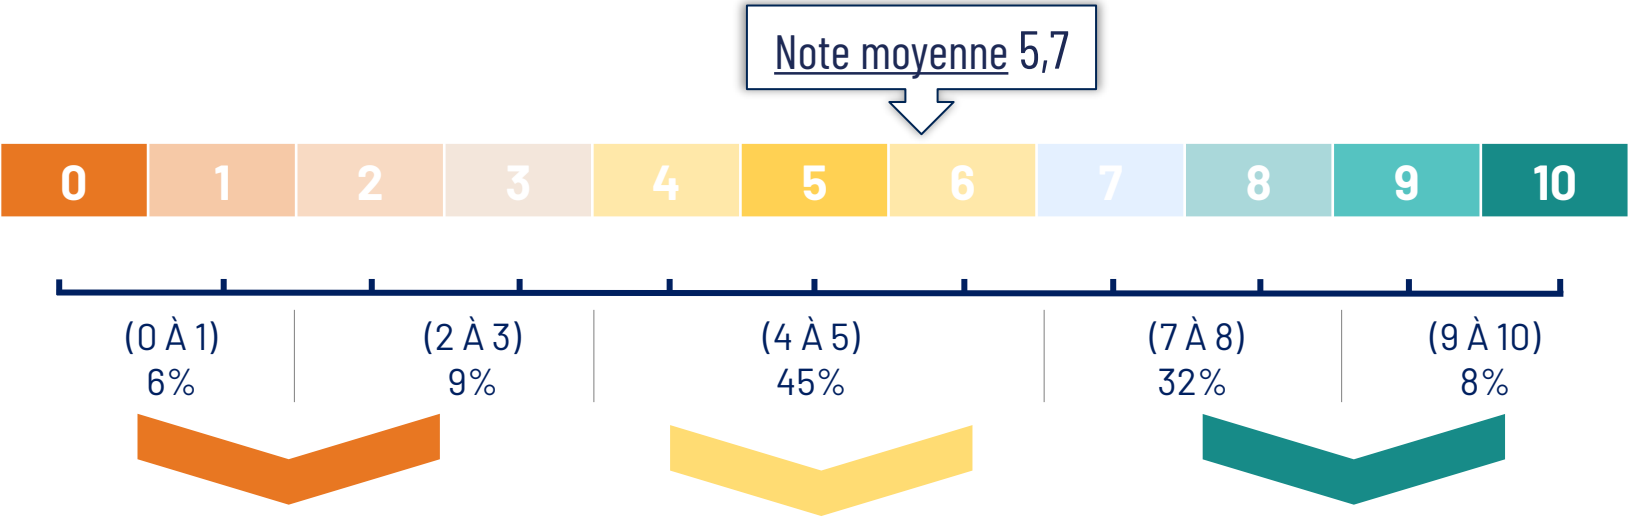 Note moyenne 5,7
0 1 2 3 4 5 6 7 8 9 10
(0 À 1) (2 À 3) (4 À 5) (7 À 8) (9 À 10)
6% 9% 45% 32% 8%